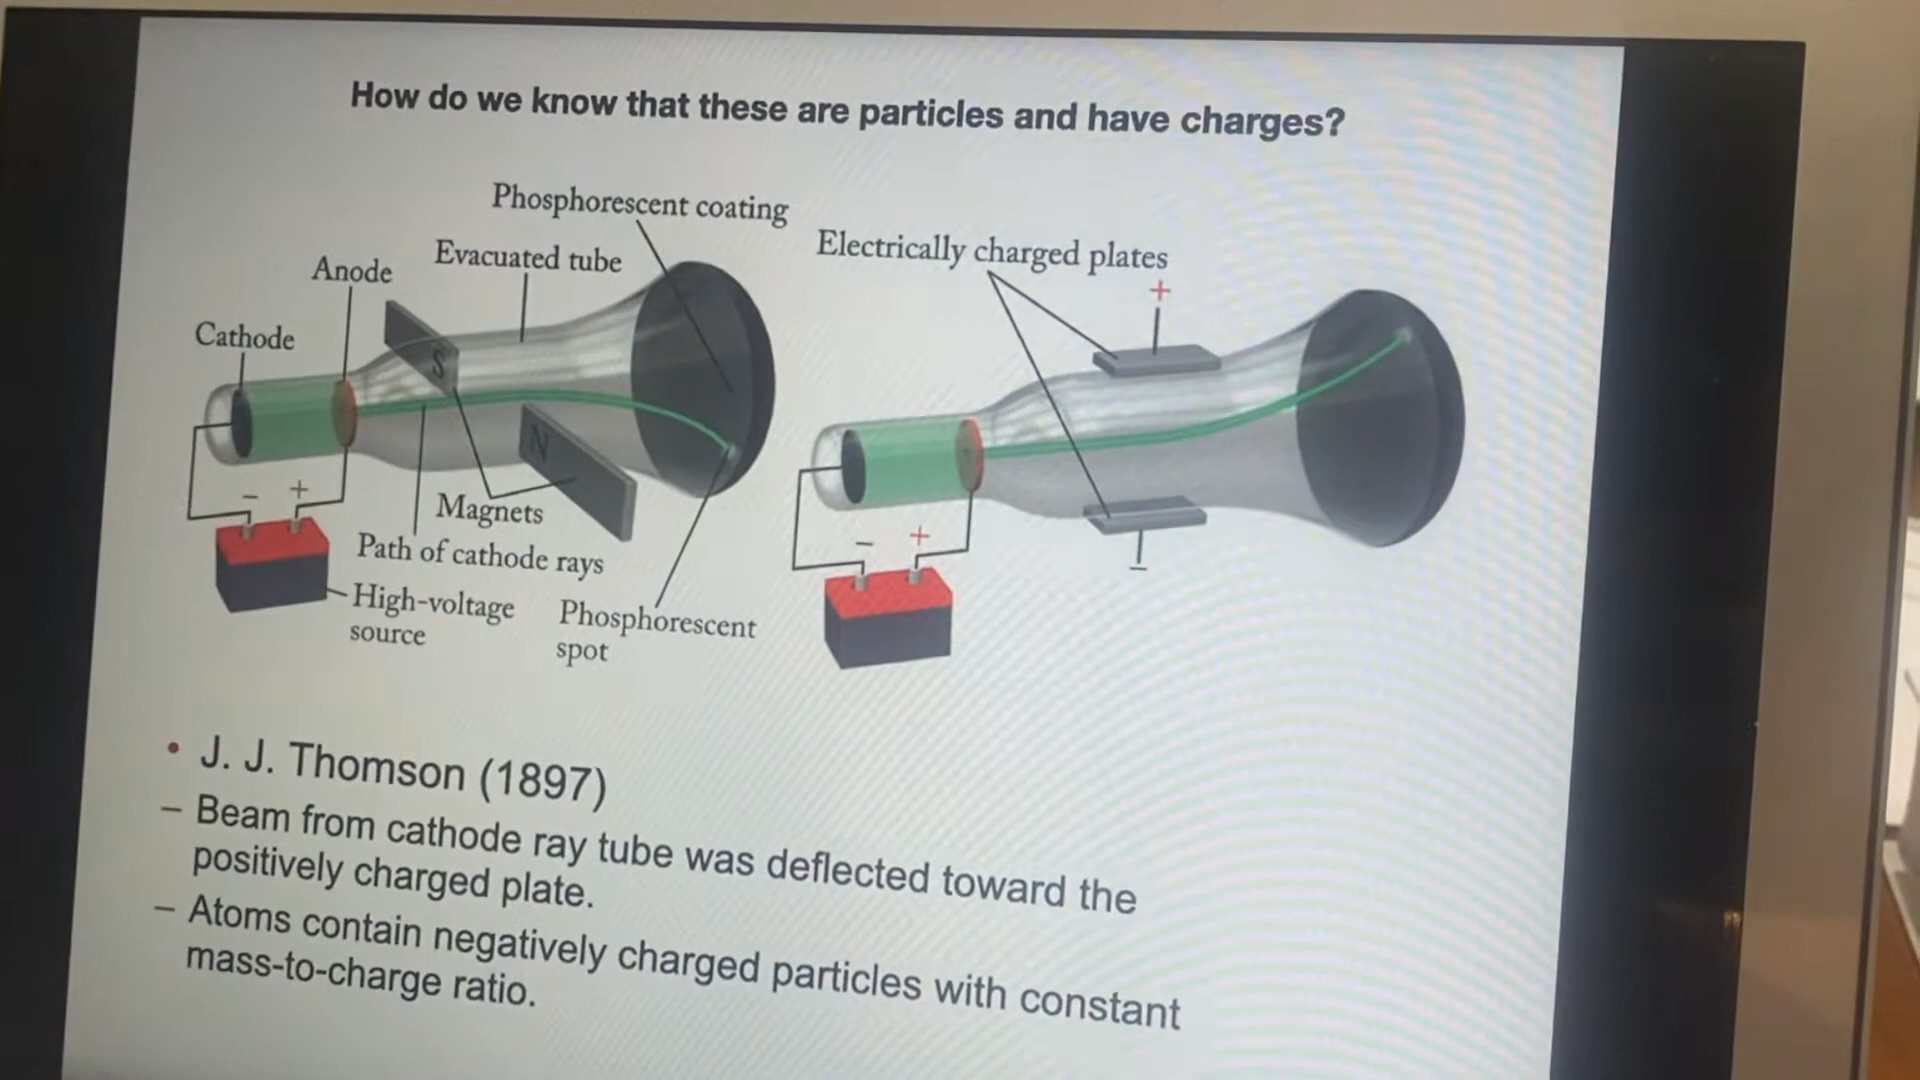 How do we know that these are particles and have charges?
Phosphorescent coating
Evacuated tube
Anode
Cathode
S
N
Magnets
− +
Path of cathode rays
High-voltage
source
Phosphorescent
spot
Electrically charged plates
+
− +
−
• J. J. Thomson (1897)
– Beam from cathode ray tube was deflected toward the
positively charged plate.
– Atoms contain negatively charged particles with constant
mass-to-charge ratio.